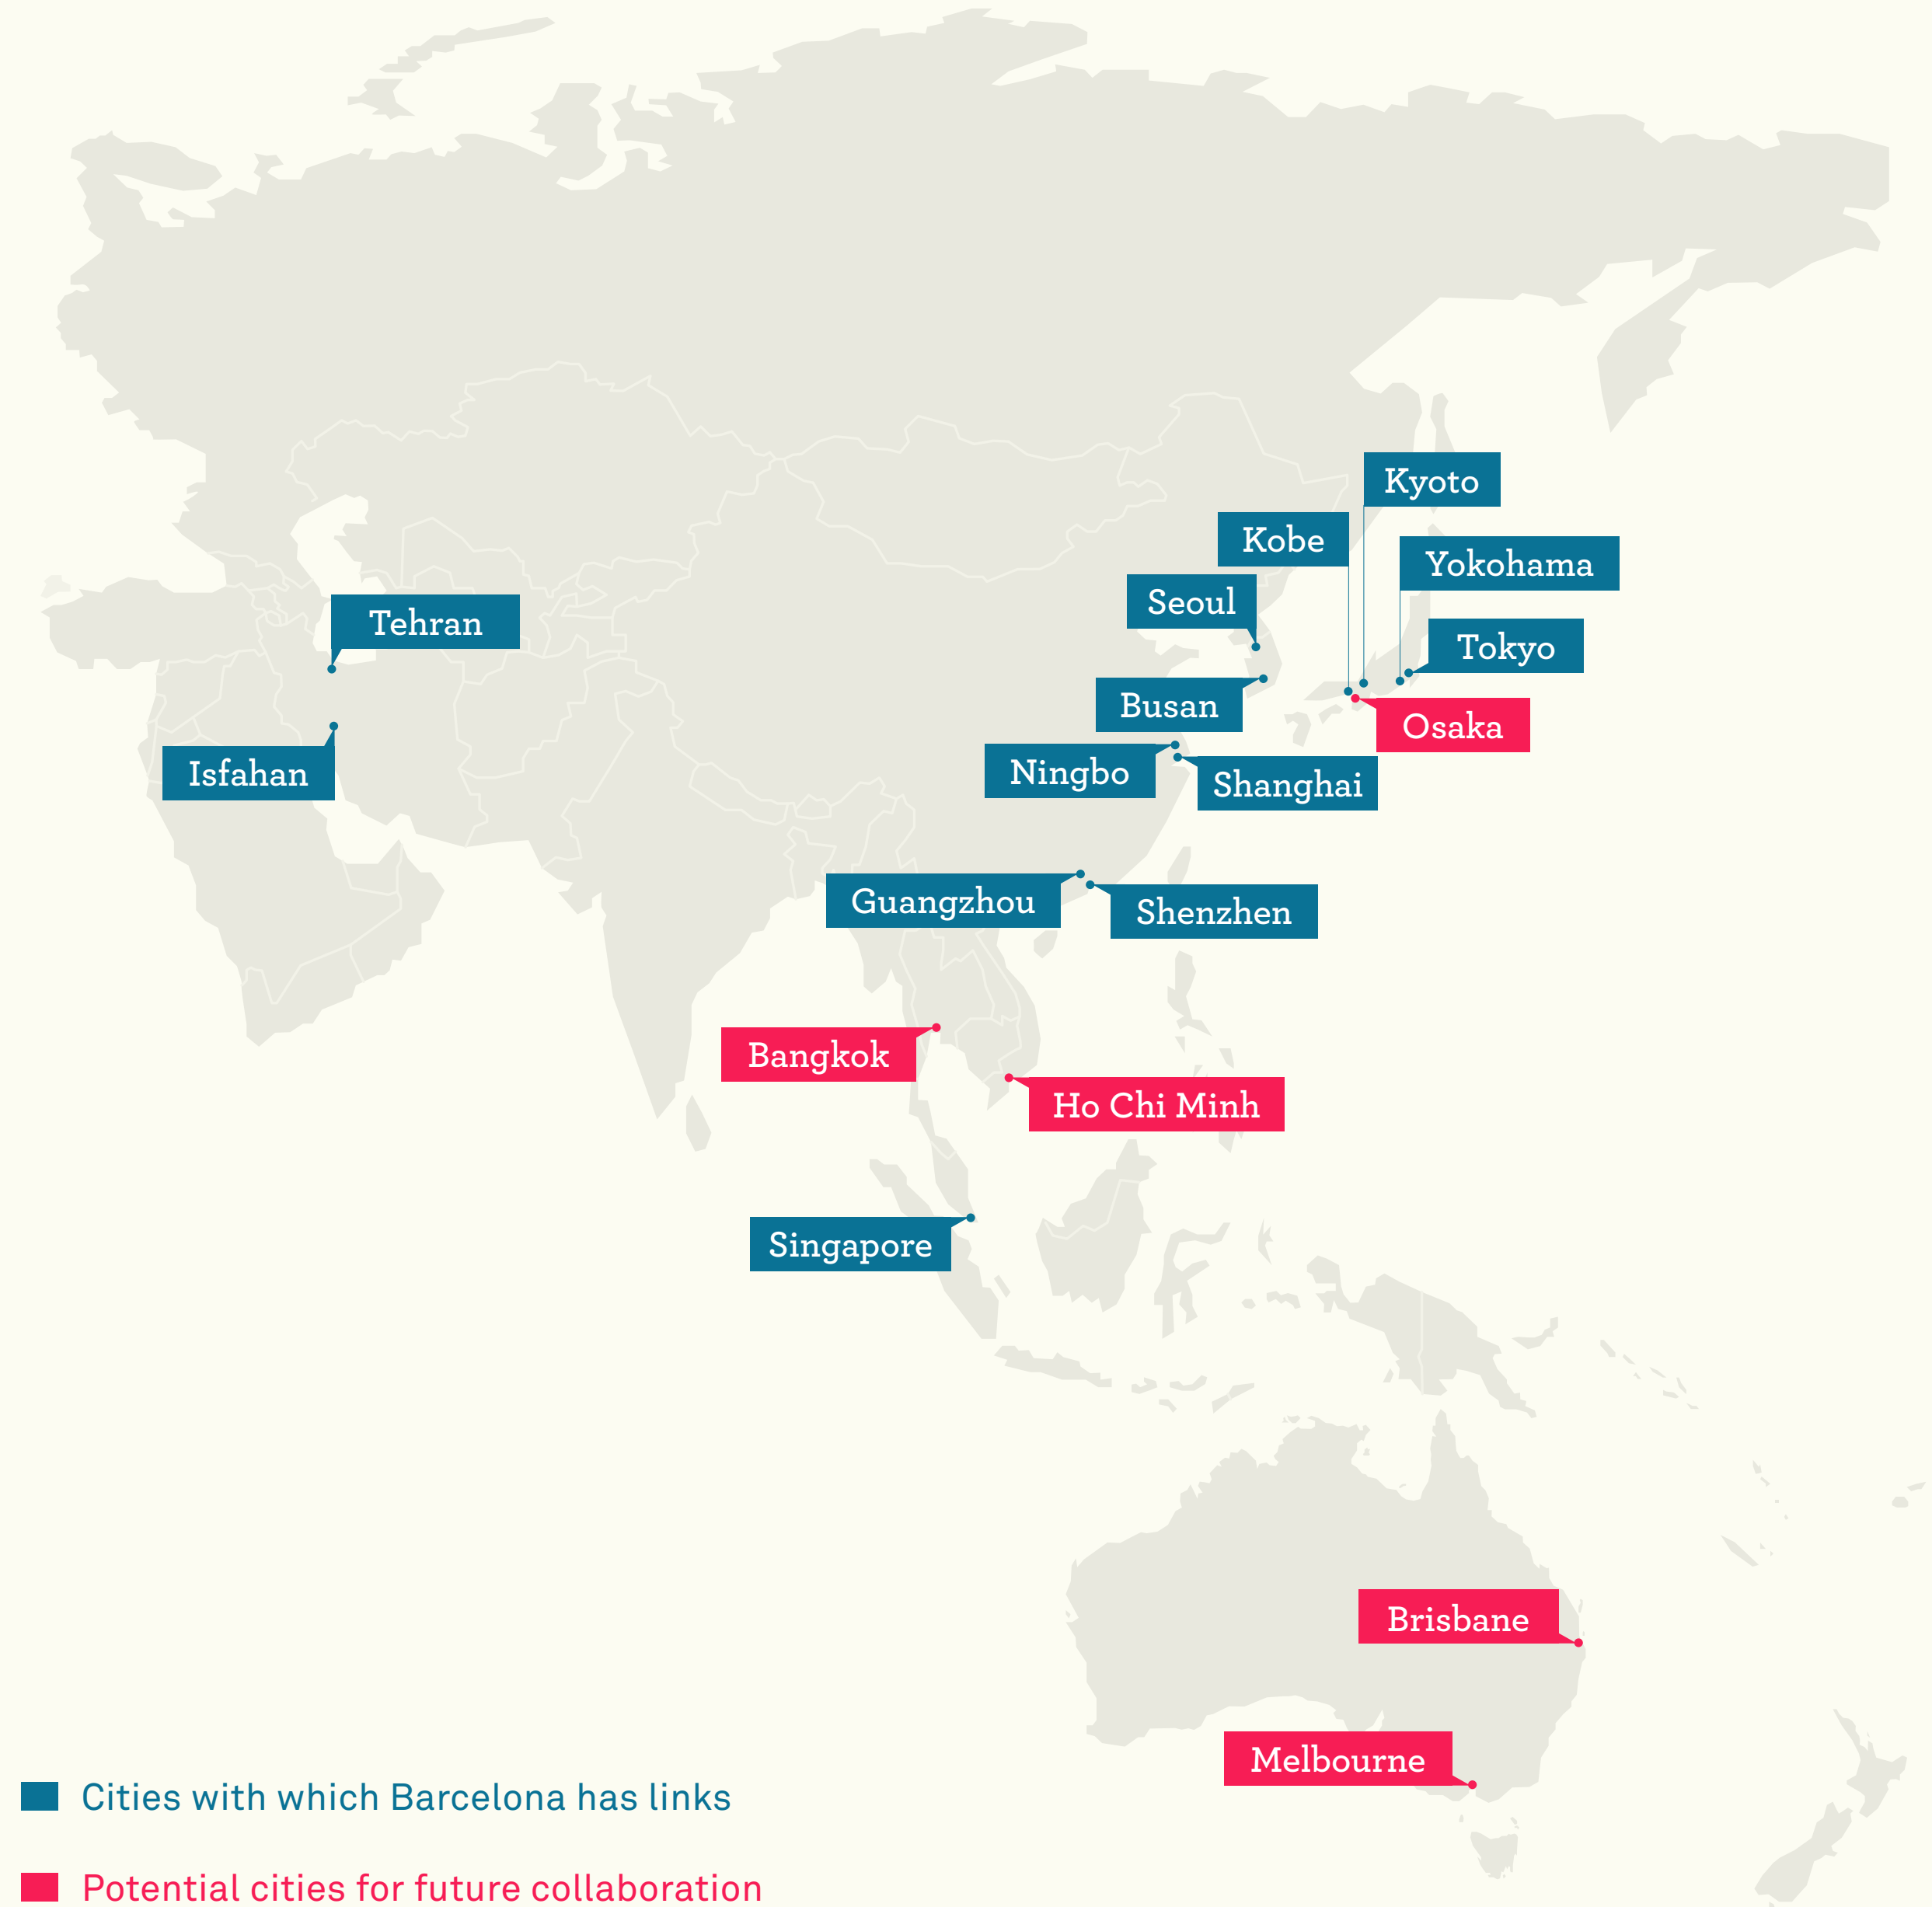 Kyoto
Kobe
Yokohama
Seoul
Tehran
Tokyo
Busan
Osaka
Isfahan
Ningbo
Shanghai
Guangzhou
Shenzhen
Bangkok
Ho Chi Minh
Singapore
Brisbane
Melbourne
Cities with which Barcelona has links
Potential cities for future collaboration